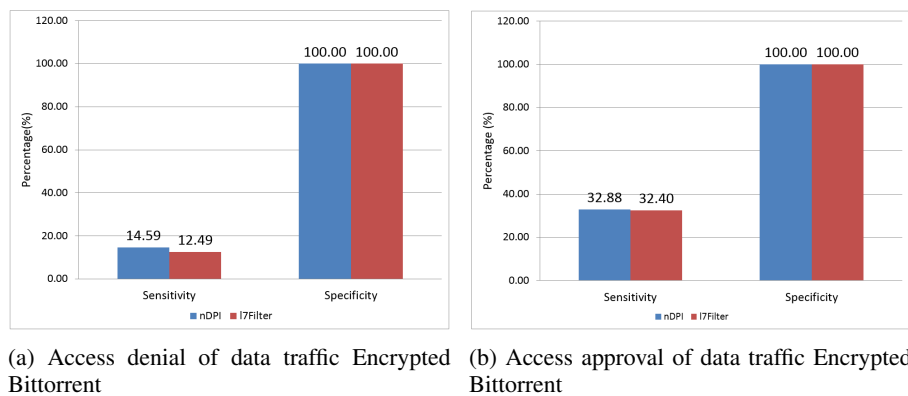 120.00
100.00
80.00
60.00
40.00
20.00
0.00
Percentage(%)
14.59
12.49
100.00 100.00
Sensitivity
Specificity
nDPI
l7Filter
120.00
100.00
80.00
60.00
40.00
20.00
0.00
Percentage (%)
32.88
32.40
100.00 100.00
Sensitivity
Specificity
nDPI
l7Filter
(a) Access denial of data traffic Encrypted
Bittorrent
(b) Access approval of data traffic Encrypted
Bittorrent